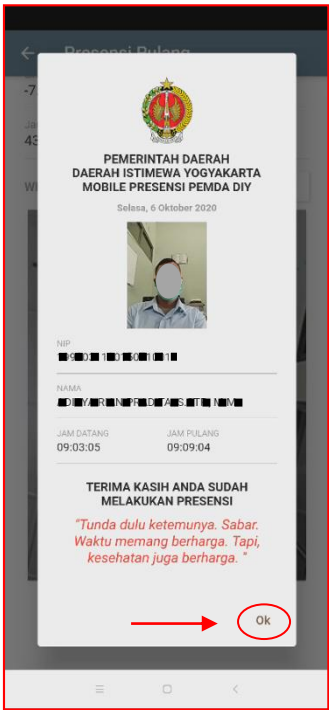 Presensi Pulang
-7
43
PEMERINTAH DAERAH
DAERAH ISTIMEWA YOGYAKARTA
MOBILE PRESENSI PEMDA DIY
Selasa, 6 Oktober 2020
NIP
NAMA
JAM DATANG JAM PULANG
09:03:05 09:09:04
TERIMA KASIH ANDA SUDAH
MELAKUKAN PRESENSI
"Tunda dulu ketemunya. Sabar.
Waktu memang berharga. Tapi,
kesehatan juga berharga. "
Ok